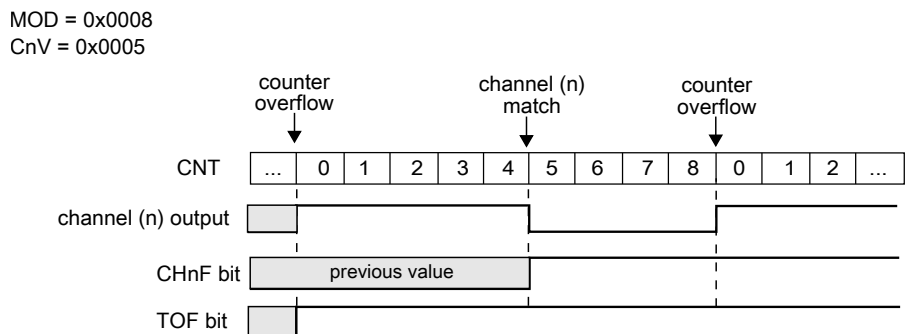 MOD = 0x0008
CnV = 0x0005
counter overflow
channel (n) match
counter overflow
CNT ... 0 1 2 3 4 5 6 7 8 0 1 2 ...
channel (n) output
CHnF bit previous value
TOF bit